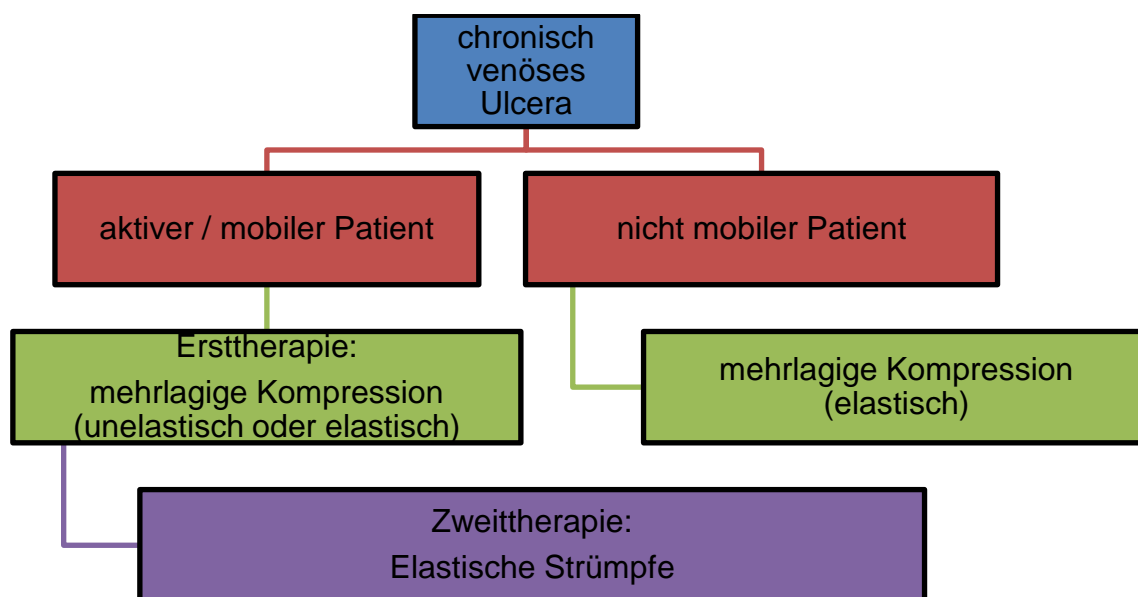 chronisch
venöses
Ulcera
aktiver / mobiler Patient
nicht mobiler Patient
Ersttherapie:
mehrlagige Kompression
(unelastisch oder elastisch)
mehrlagige Kompression
(elastisch)
Zweittherapie:
Elastische Strümpfe